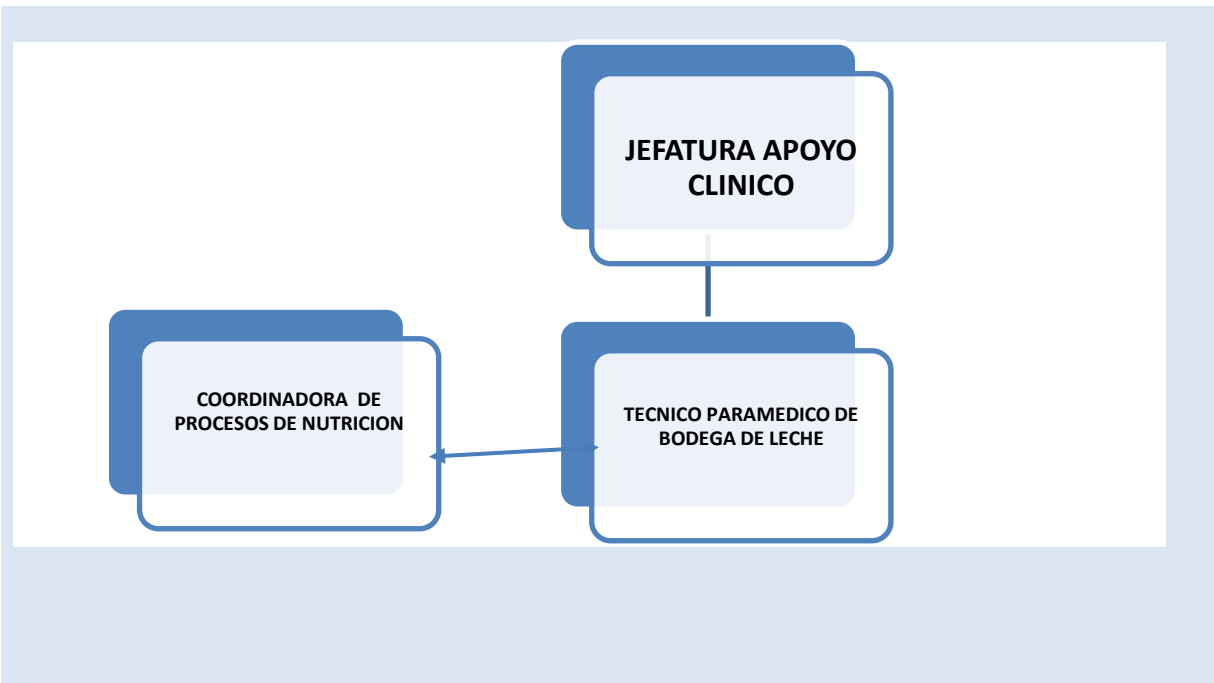 JEFATURA APOYO
CLINICO
COORDINADORA DE
PROCESOS DE NUTRICION
TECNICO PARAMEDICO DE
BODEGA DE LECHE